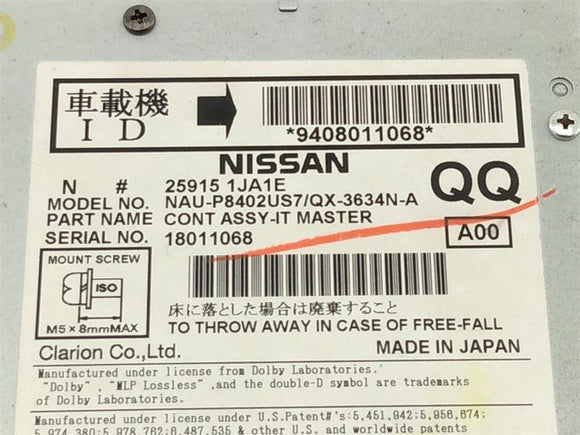 車載機
ID
*9408011068*
NISSAN
N # 25915 1JA1E
QQ
MODEL NO. NAU-P8402US7/QX-3634N-A
PART NAME CONT ASSY-IT MASTER
SERIAL NO. 18011068
A00
MOUNT SCREW
ISO
M5×8mmMAX
床に落とした場合は廃棄すること
TO THROW AWAY IN CASE OF FREE-FALL
Clarion Co.,Ltd.
MADE IN JAPAN
Manufactured under license from Dolby Laboratories.
"Dolby", "MLP Lossless",and the double-D symbol are trademarks
of Dolby Laboratories.
Manufactured under license under U.S.Patent#'s:5,451,942;5,956,674;
5,974,380;5,978,762;6,487,535 & other U.S. and worldwide patents